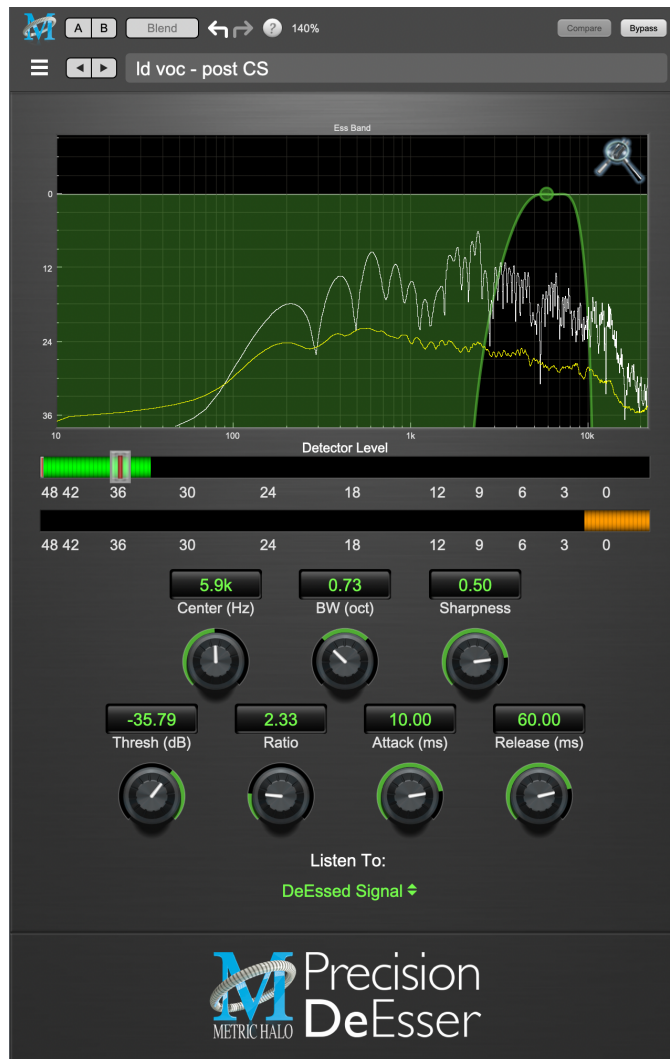 A B Blend ? 140% Compare Bypass
ld voc - post CS
Ess Band
0
12
24
36
10 100 1k 10k
Detector Level
48 42 36 30 24 18 12 9 6 3 0
48 42 36 30 24 18 12 9 6 3 0
5.9k 0.73 0.50
Center (Hz) BW (oct) Sharpness
-35.79 2.33 10.00 60.00
Thresh (dB) Ratio Attack (ms) Release (ms)
Listen To:
DeEssed Signal
Precision
METRIC HALO DeEsser